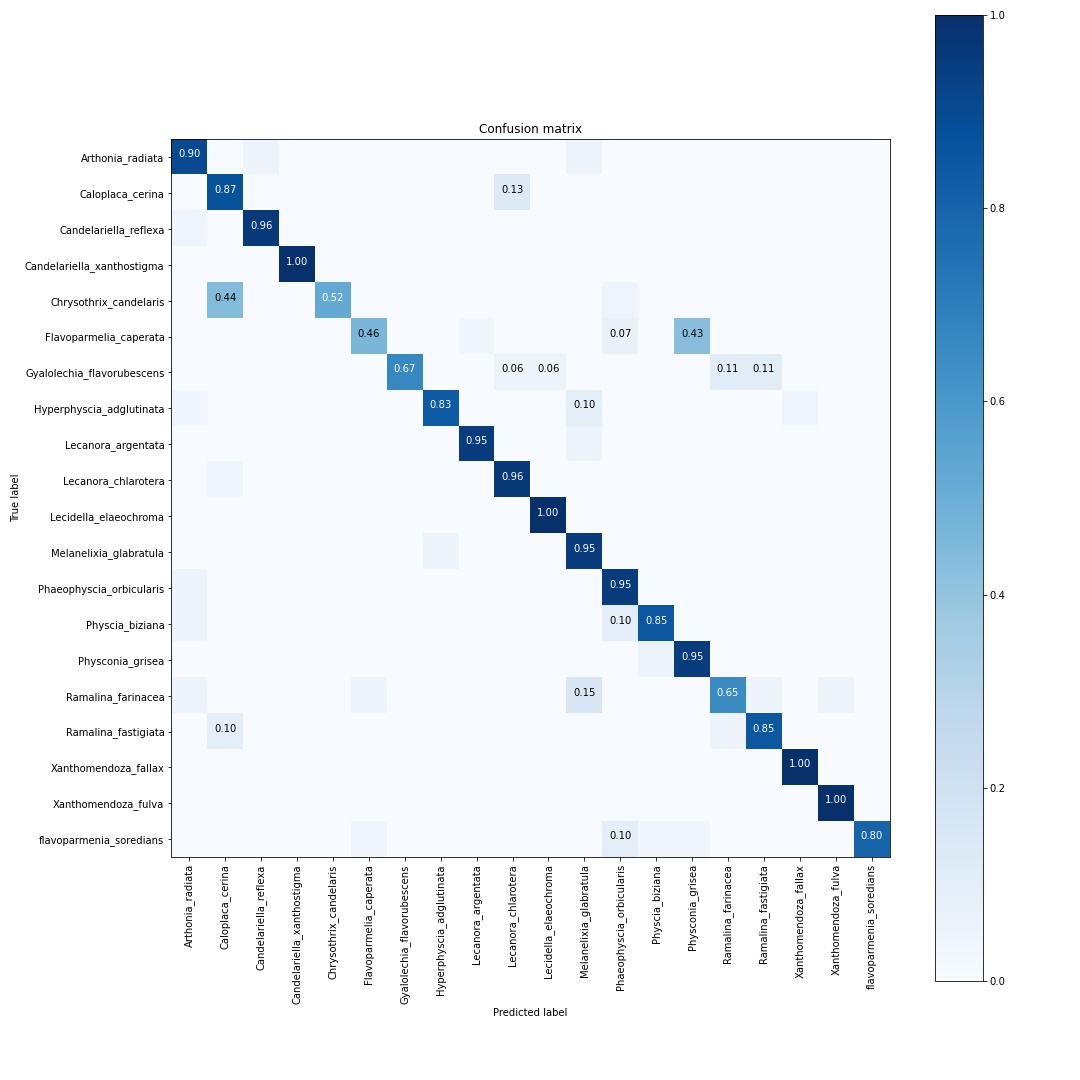 Confusion matrix
1.0
0.8
0.6
0.4
0.2
0.0
True label
Arthonia_radiata 0.90
Caloplaca_cerina 0.87 0.13
Candelariella_reflexa 0.96
Candelariella_xanthostigma 1.00
Chrysothrix_candelaris 0.44 0.52
Flavoparmelia_caperata 0.46 0.07 0.43
Gyalolechia_flavorubescens 0.67 0.06 0.06 0.11 0.11
Hyperphyscia_adglutinata 0.83 0.10
Lecanora_argentata 0.95
Lecanora_chlarotera 0.96
Lecidella_elaeochroma 1.00
Melanelixia_glabratula 0.95
Phaeophyscia_orbicularis 0.95
Physcia_biziana 0.10 0.85
Physconia_grisea 0.95
Ramalina_farinacea 0.15 0.65
Ramalina_fastigiata 0.10 0.85
Xanthomendoza_fallax 1.00
Xanthomendoza_fulva 1.00
flavoparmenia_soredians 0.10 0.80
Arthonia_radiata
Caloplaca_cerina
Candelariella_reflexa
Candelariella_xanthostigma
Chrysothrix_candelaris
Flavoparmelia_caperata
Gyalolechia_flavorubescens
Hyperphyscia_adglutinata
Lecanora_argentata
Lecanora_chlarotera
Lecidella_elaeochroma
Melanelixia_glabratula
Phaeophyscia_orbicularis
Physcia_biziana
Physconia_grisea
Ramalina_farinacea
Ramalina_fastigiata
Xanthomendoza_fallax
Xanthomendoza_fulva
flavoparmenia_soredians
Predicted label